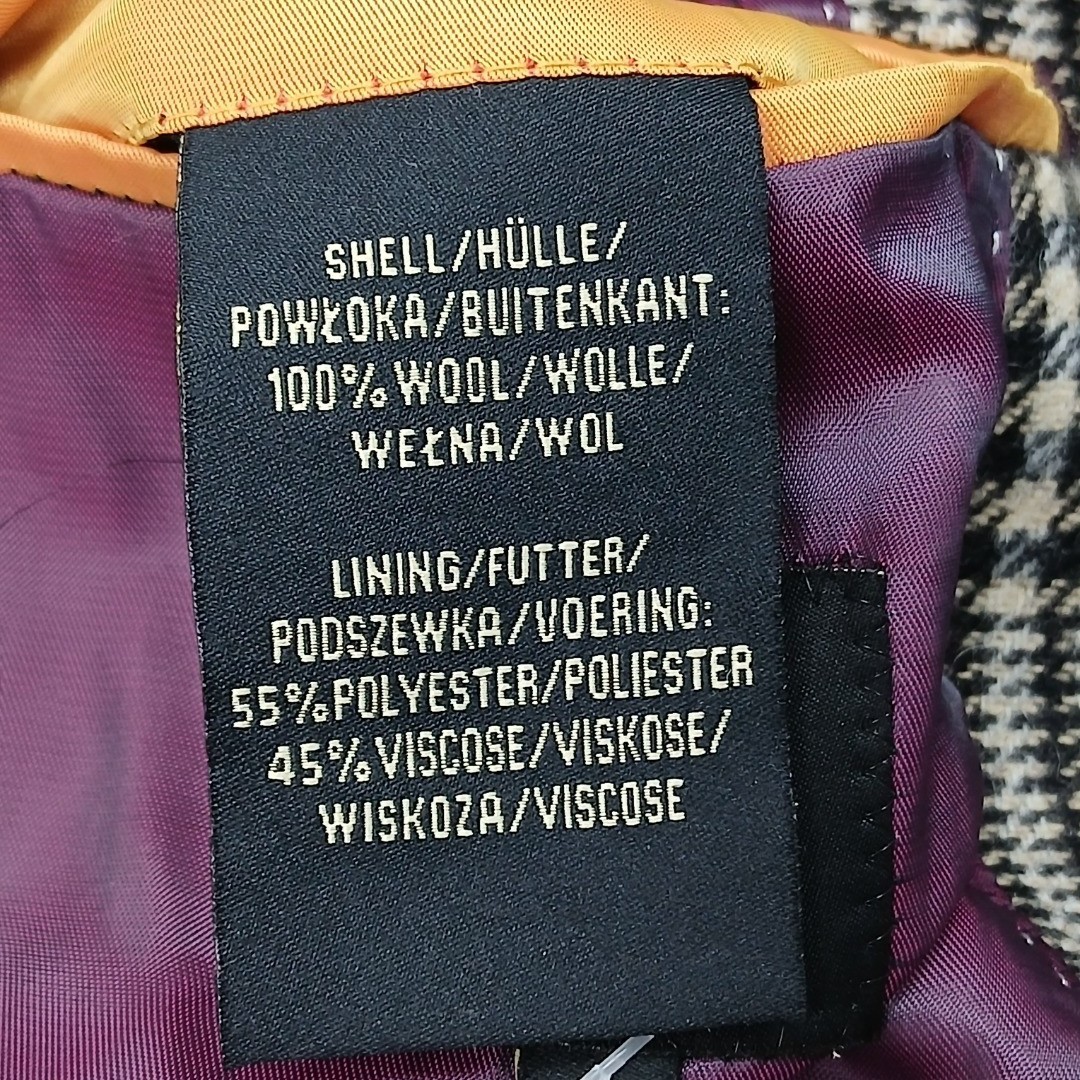 SHELL/HÜLLE/
POWŁOKA/BUITENKANT:
100% WOOL/WOLLE/
WEŁNA/WOL
LINING/FUTTER/
PODSZEWKA/VOERING:
55% POLYESTER/POLIESTER
45% VISCOSE/VISKOSE/
WISKOZA/VISCOSE